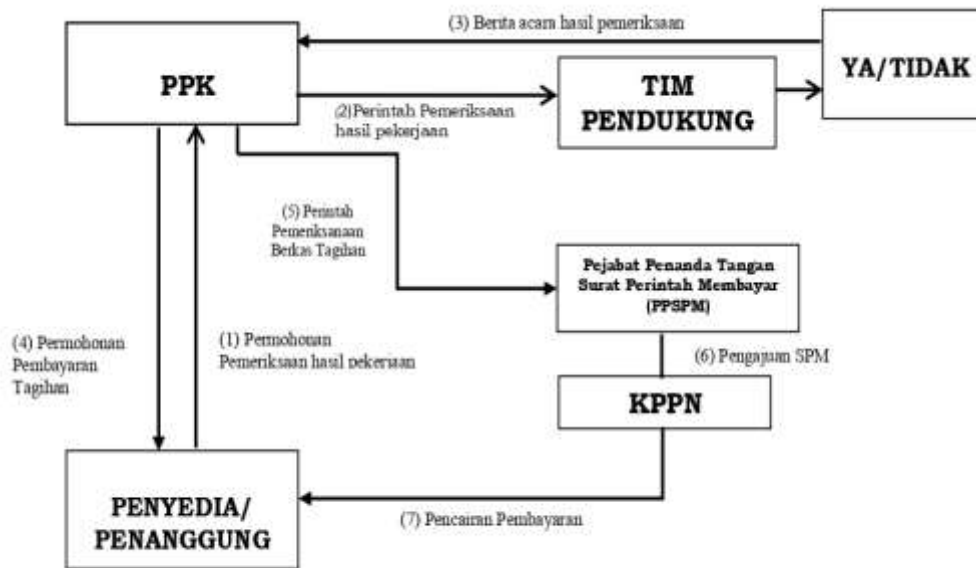 (3) Berita acara hasil pemeriksaan
PPK
YA/TIDAK
TIM
PENDUKUNG
(2)Perintah Pemeriksaan
hasil pekerjaan
(5) Perintah
Pemeriksanaan
Berkas Tagihan
Pejabat Penanda Tangan
Surat Perintah Membayar
(PPSPM)
(4) Permohonan
Pembayaran
Tagihan
(1) Permohonan
Pemeriksaan hasil pekerjaan
(6) Pengajuan SPM
KPPN
PENYEDIA/
PENANGGUNG
(7) Pencairan Pembayaran